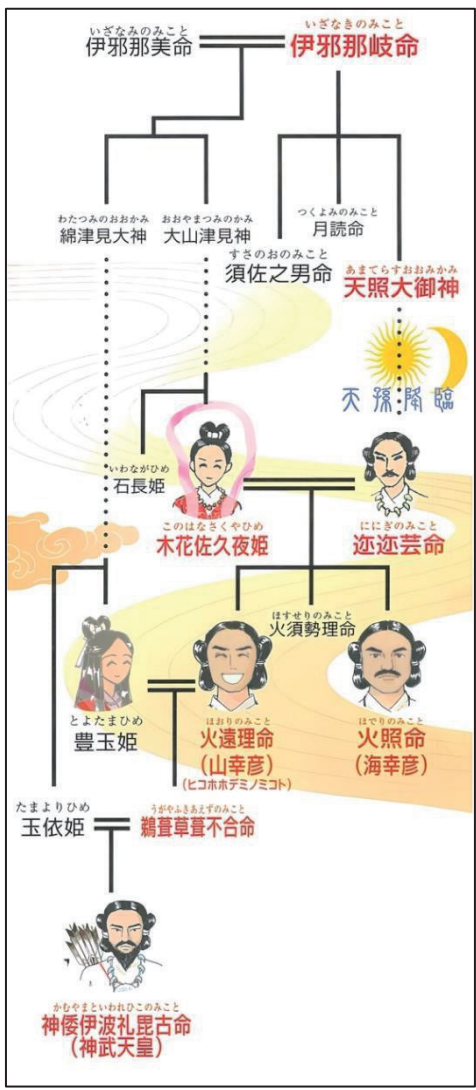 いざなみのみこと
伊邪那美命
いざなきのみこと
伊邪那岐命
わたつみのおおかみ
綿津見大神
おおやまつみのかみ
大山津見神
すさのおのみこと
須佐之男命
つくよみのみこと
月読命
あまてらすおおみかみ
天照大御神
天孫降臨
いわながひめ
石長姫
このはなさくやひめ
木花佐久夜姫
ににぎのみこと
迩迩芸命
ほすせりのみこと
火須勢理命
とよたまひめ
豊玉姫
ほおりのみこと
火遠理命
(山幸彦)
(ヒコホホデミノミコト)
ほでりのみこと
火照命
(海幸彦)
たまよりひめ
玉依姫
うがやふきあえずのみこと
鵜葺草葺不合命
かむやまといわれひこのみこと
神倭伊波礼毘古命
(神武天皇)